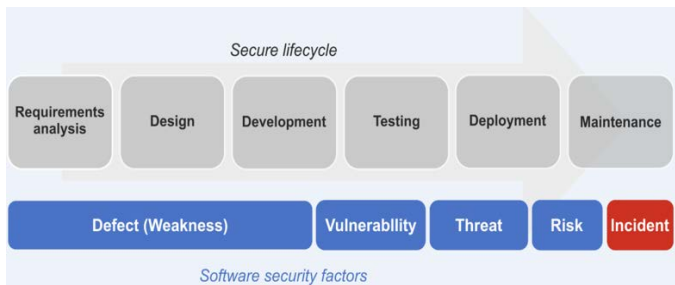 Secure lifecycle
Requirements
analysis
Design
Development
Testing
Deployment
Maintenance
Defect (Weakness)
Vulnerability
Threat
Risk
Incident
Software security factors